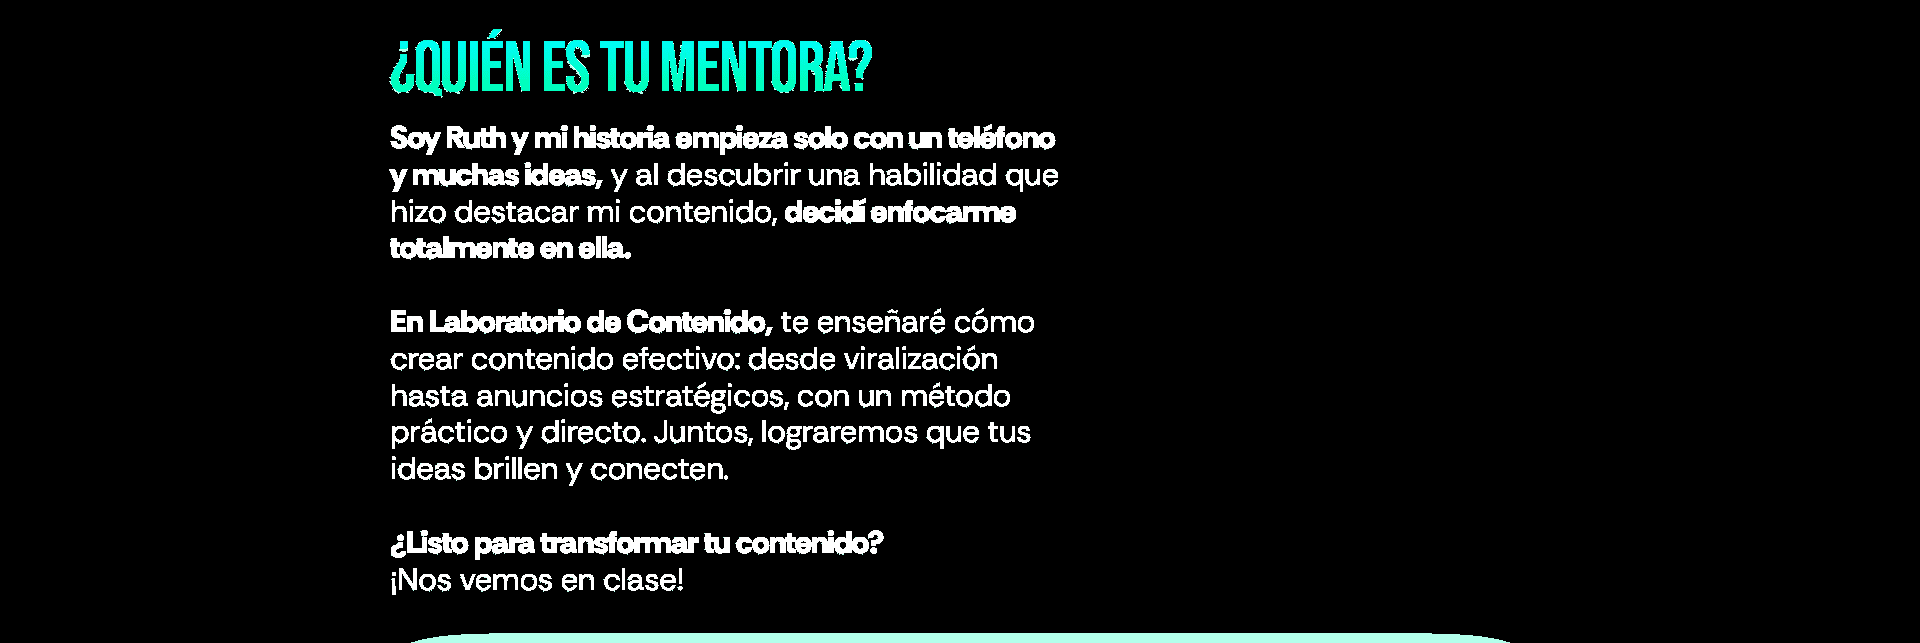 ¿QUIÉN ES TU MENTORA?
Soy Ruth y mi historia empieza solo con un teléfono
y muchas ideas, y al descubrir una habilidad que
hizo destacar mi contenido, decidí enfocarme
totalmente en ella.
En Laboratorio de Contenido, te enseñaré cómo
crear contenido efectivo: desde viralización
hasta anuncios estratégicos, con un método
práctico y directo. Juntos, lograremos que tus
ideas brillen y conecten.
¿Listo para transformar tu contenido?
¡Nos vemos en clase!